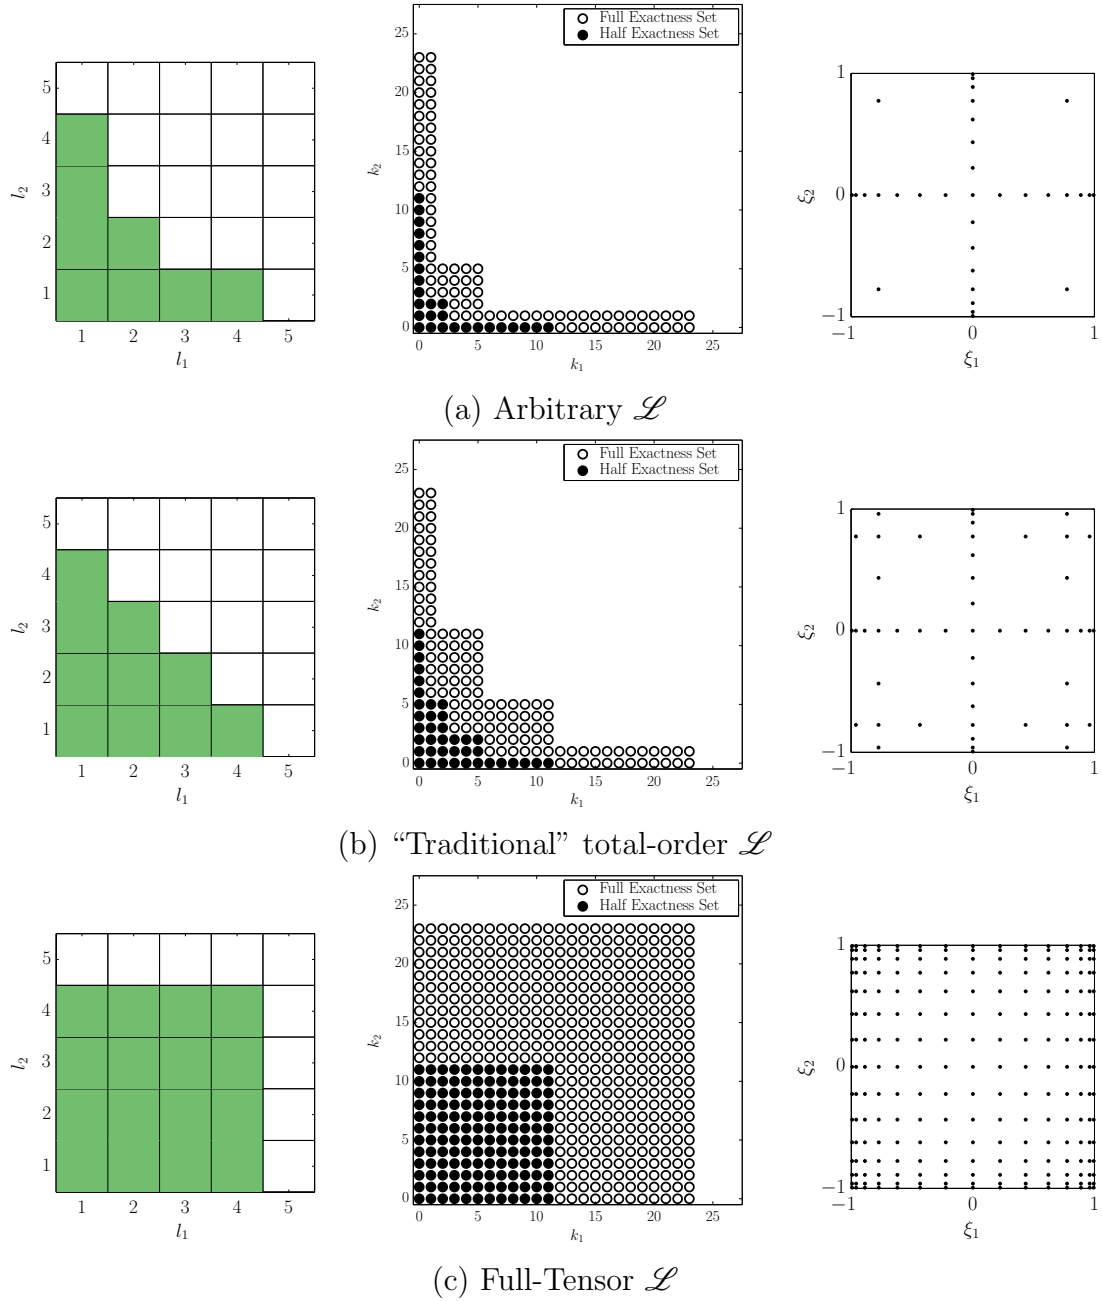 Full Exactness Set
Half Exactness Set
5
4
3
2
1
l₂
1 2 3 4 5
l₁
25
20
15
10
5
0
k₂
0 5 10 15 20 25
k₁
1
0
−1
ξ₂
−1 0 1
ξ₁
(a) Arbitrary ℒ
Full Exactness Set
Half Exactness Set
5
4
3
2
1
l₂
1 2 3 4 5
l₁
25
20
15
10
5
0
k₂
0 5 10 15 20 25
k₁
1
0
−1
ξ₂
−1 0 1
ξ₁
(b) “Traditional” total-order ℒ
Full Exactness Set
Half Exactness Set
5
4
3
2
1
l₂
1 2 3 4 5
l₁
25
20
15
10
5
0
k₂
0 5 10 15 20 25
k₁
1
0
−1
ξ₂
−1 0 1
ξ₁
(c) Full-Tensor ℒ